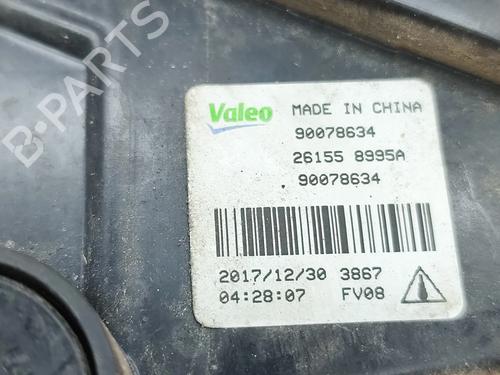 B-PARTS
Valeo MADE IN CHINA
90078634
26155 8995A
90078634
2017/12/30 3867
04:28:07 FV08